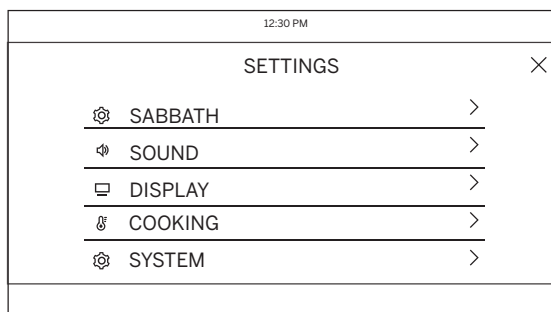 12:30 PM
SETTINGS
SABBATH
SOUND
DISPLAY
COOKING
SYSTEM